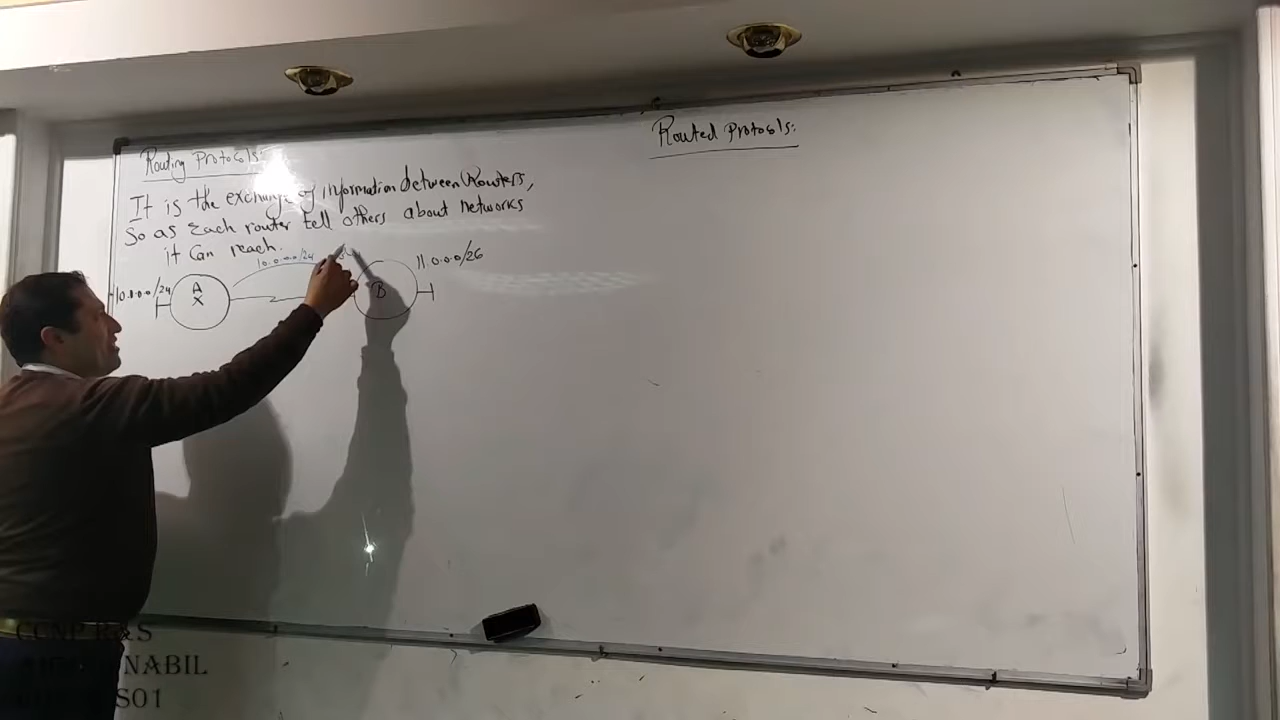 Routing Protocols:
It is the exchange of information between Routers,
So as Each router tell others about networks
it Can reach.
10.0.0.0/24
11.0.0.0/26
10.0.0.0/24
A
X
B
Routed Protocols:
CCNP R&S
NABIL
S01